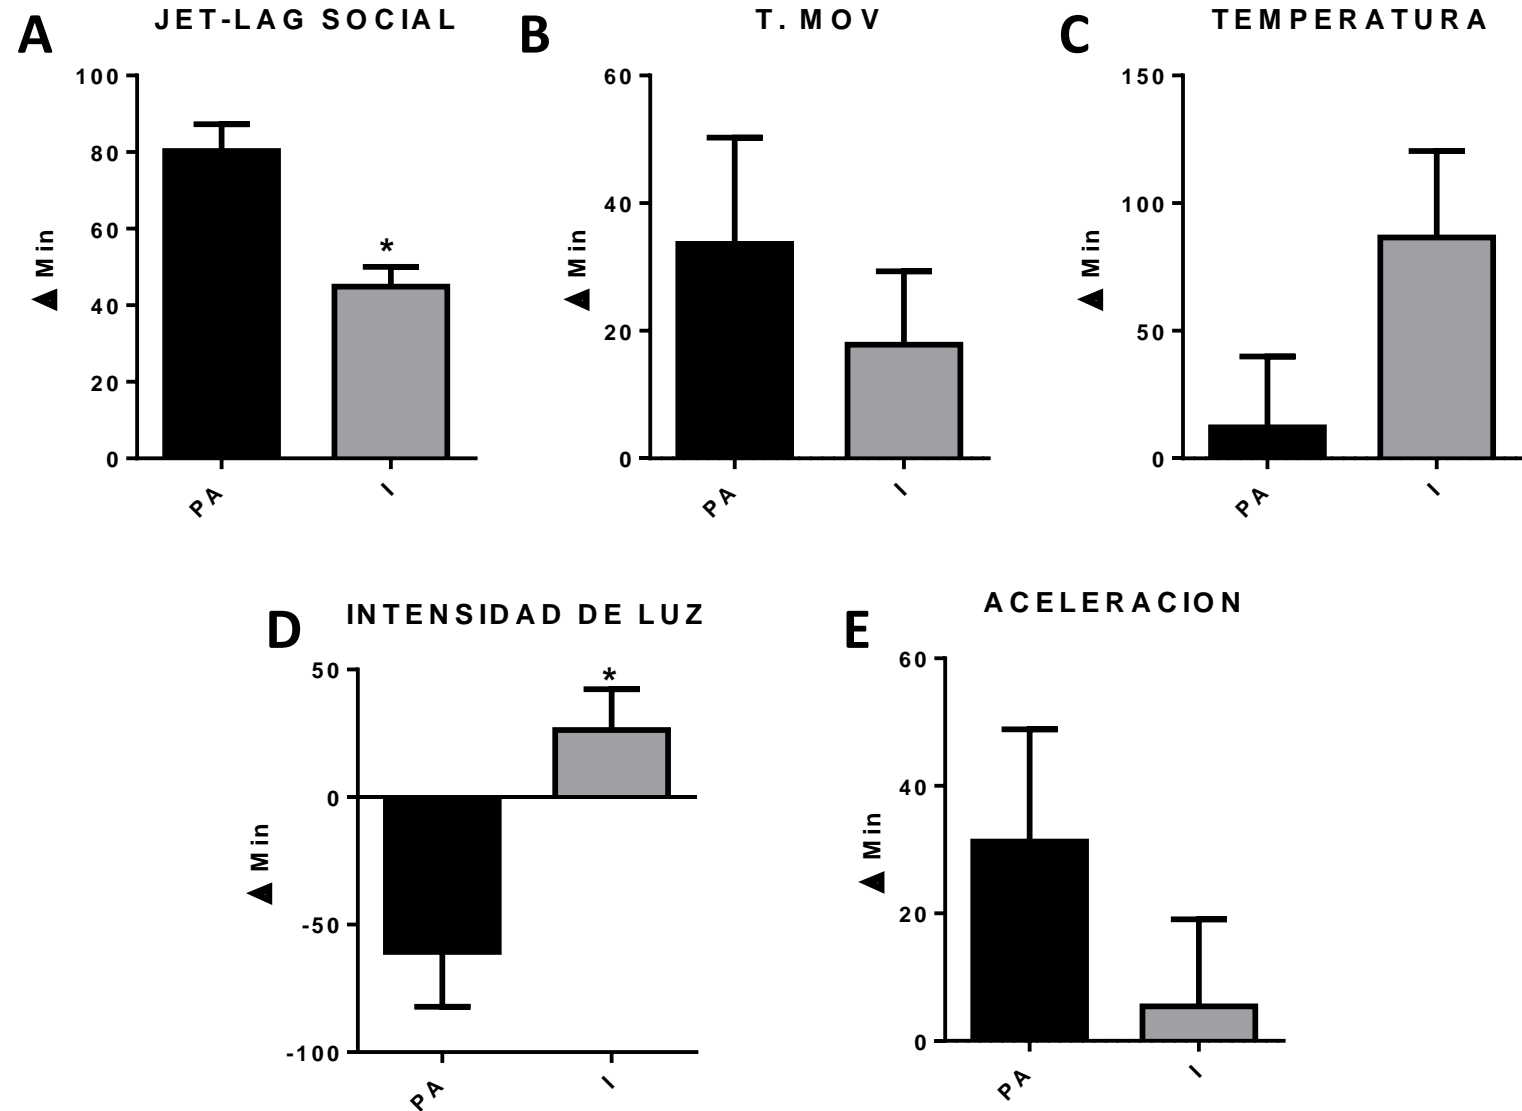 A
JET-LAG SOCIAL
100
80
60
40
20
0
▲ Min
*
PA
I
B
T. MOV
60
40
20
0
▲ Min
PA
I
C
TEMPERATURA
150
100
50
0
▲ Min
PA
I
D
INTENSIDAD DE LUZ
50
0
-50
-100
▲ Min
*
PA
I
E
ACELERACION
60
40
20
0
▲ Min
PA
I